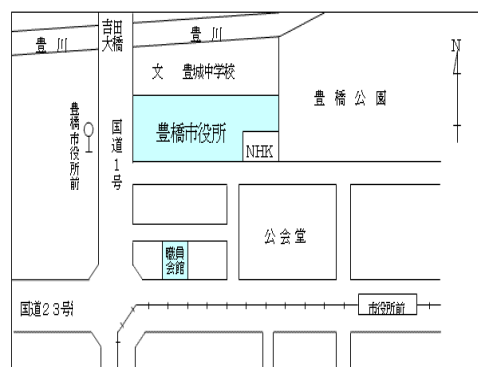 吉田
大橋
豊 川
豊 川
N
文 豊城中学校
豊 橋 公 園
豊橋市役所
NHK
豊橋市役所前
国道1号
公 会 堂
職員
会館
国道23号
市役所前